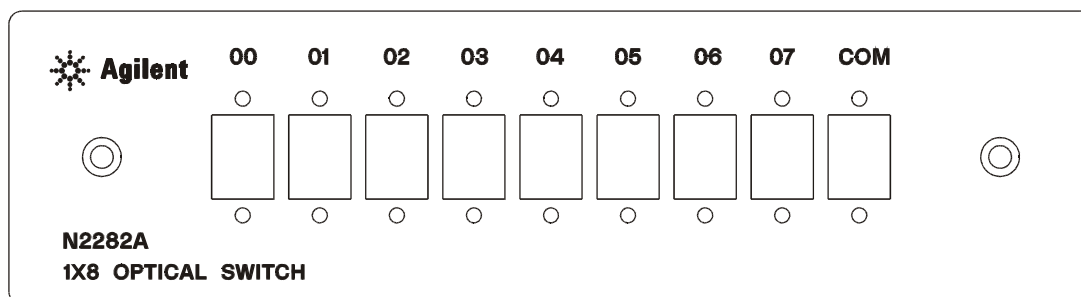 Agilent
00 01 02 03 04 05 06 07 COM
N2282A
1X8 OPTICAL SWITCH